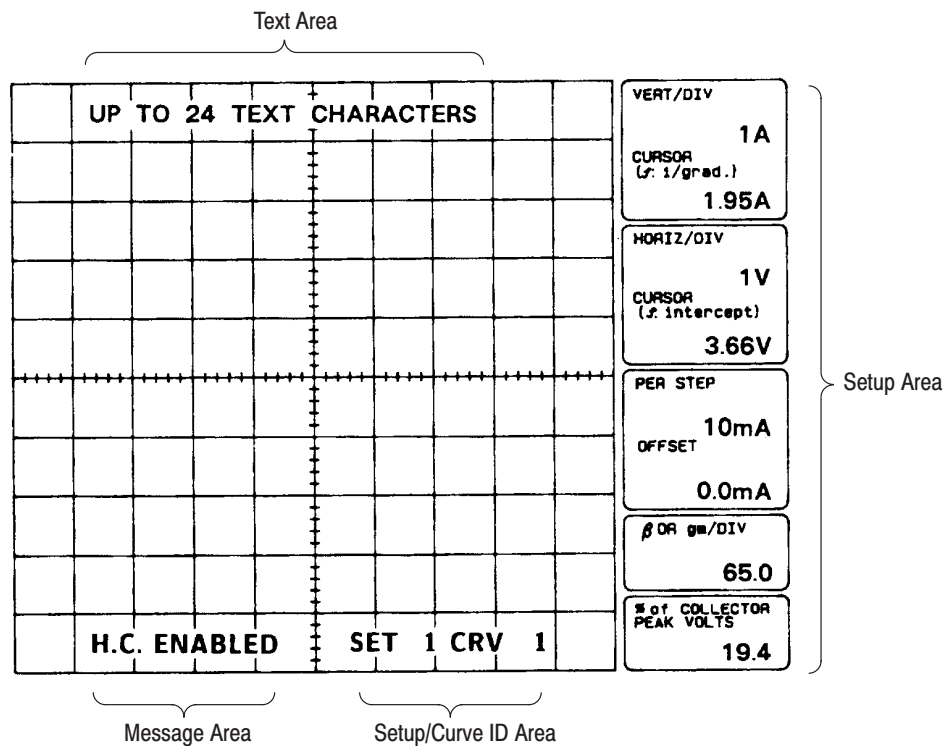 Text Area
UP TO 24 TEXT CHARACTERS
VERT/DIV
1A
CURSOR
(f: i/grad.)
1.95A
HORIZ/DIV
1V
CURSOR
(f: intercept)
3.66V
PER STEP
10mA
OFFSET
0.0mA
β OR gm/DIV
65.0
% of COLLECTOR
PEAK VOLTS
19.4
Setup Area
H.C. ENABLED
SET 1 CRV 1
Message Area
Setup/Curve ID Area